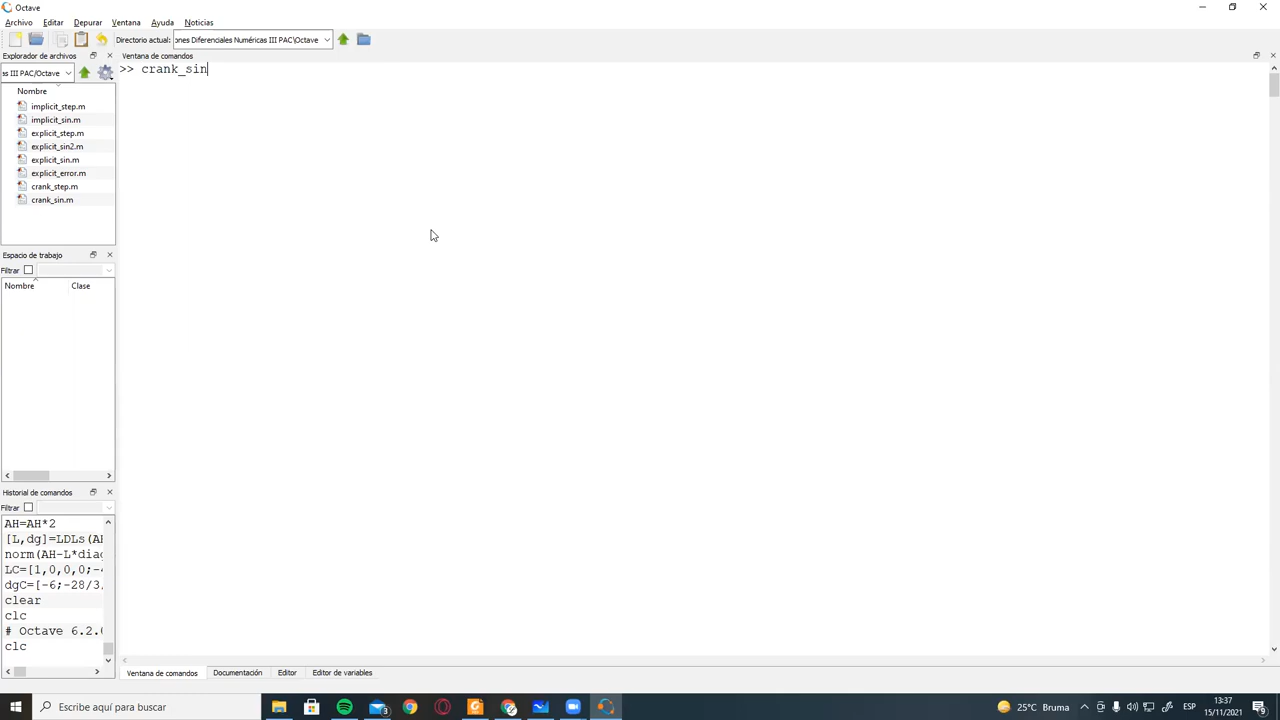 Octave
Archivo Editar Depurar Ventana Ayuda Noticias
Directorio actual: ones Diferenciales Numéricas III PAC\Octave
Explorador de archivos
Ventana de comandos
as III PAC/Octave
>> crank_sin
Nombre
implicit_step.m
implicit_sin.m
explicit_step.m
explicit_sin2.m
explicit_sin.m
explicit_error.m
crank_step.m
crank_sin.m
Espacio de trabajo
Filtrar
Nombre Clase
Historial de comandos
Filtrar
AH=AH*2
[L,dg]=LDLs(AH
norm(AH-L*diag
LC=[1,0,0,0;-
dgC=[-6;-28/3
clear
clc
# Octave 6.2.
clc
Ventana de comandos Documentación Editor Editor de variables
Escribe aquí para buscar
3
25°C Bruma
ESP
13:37
15/11/2021